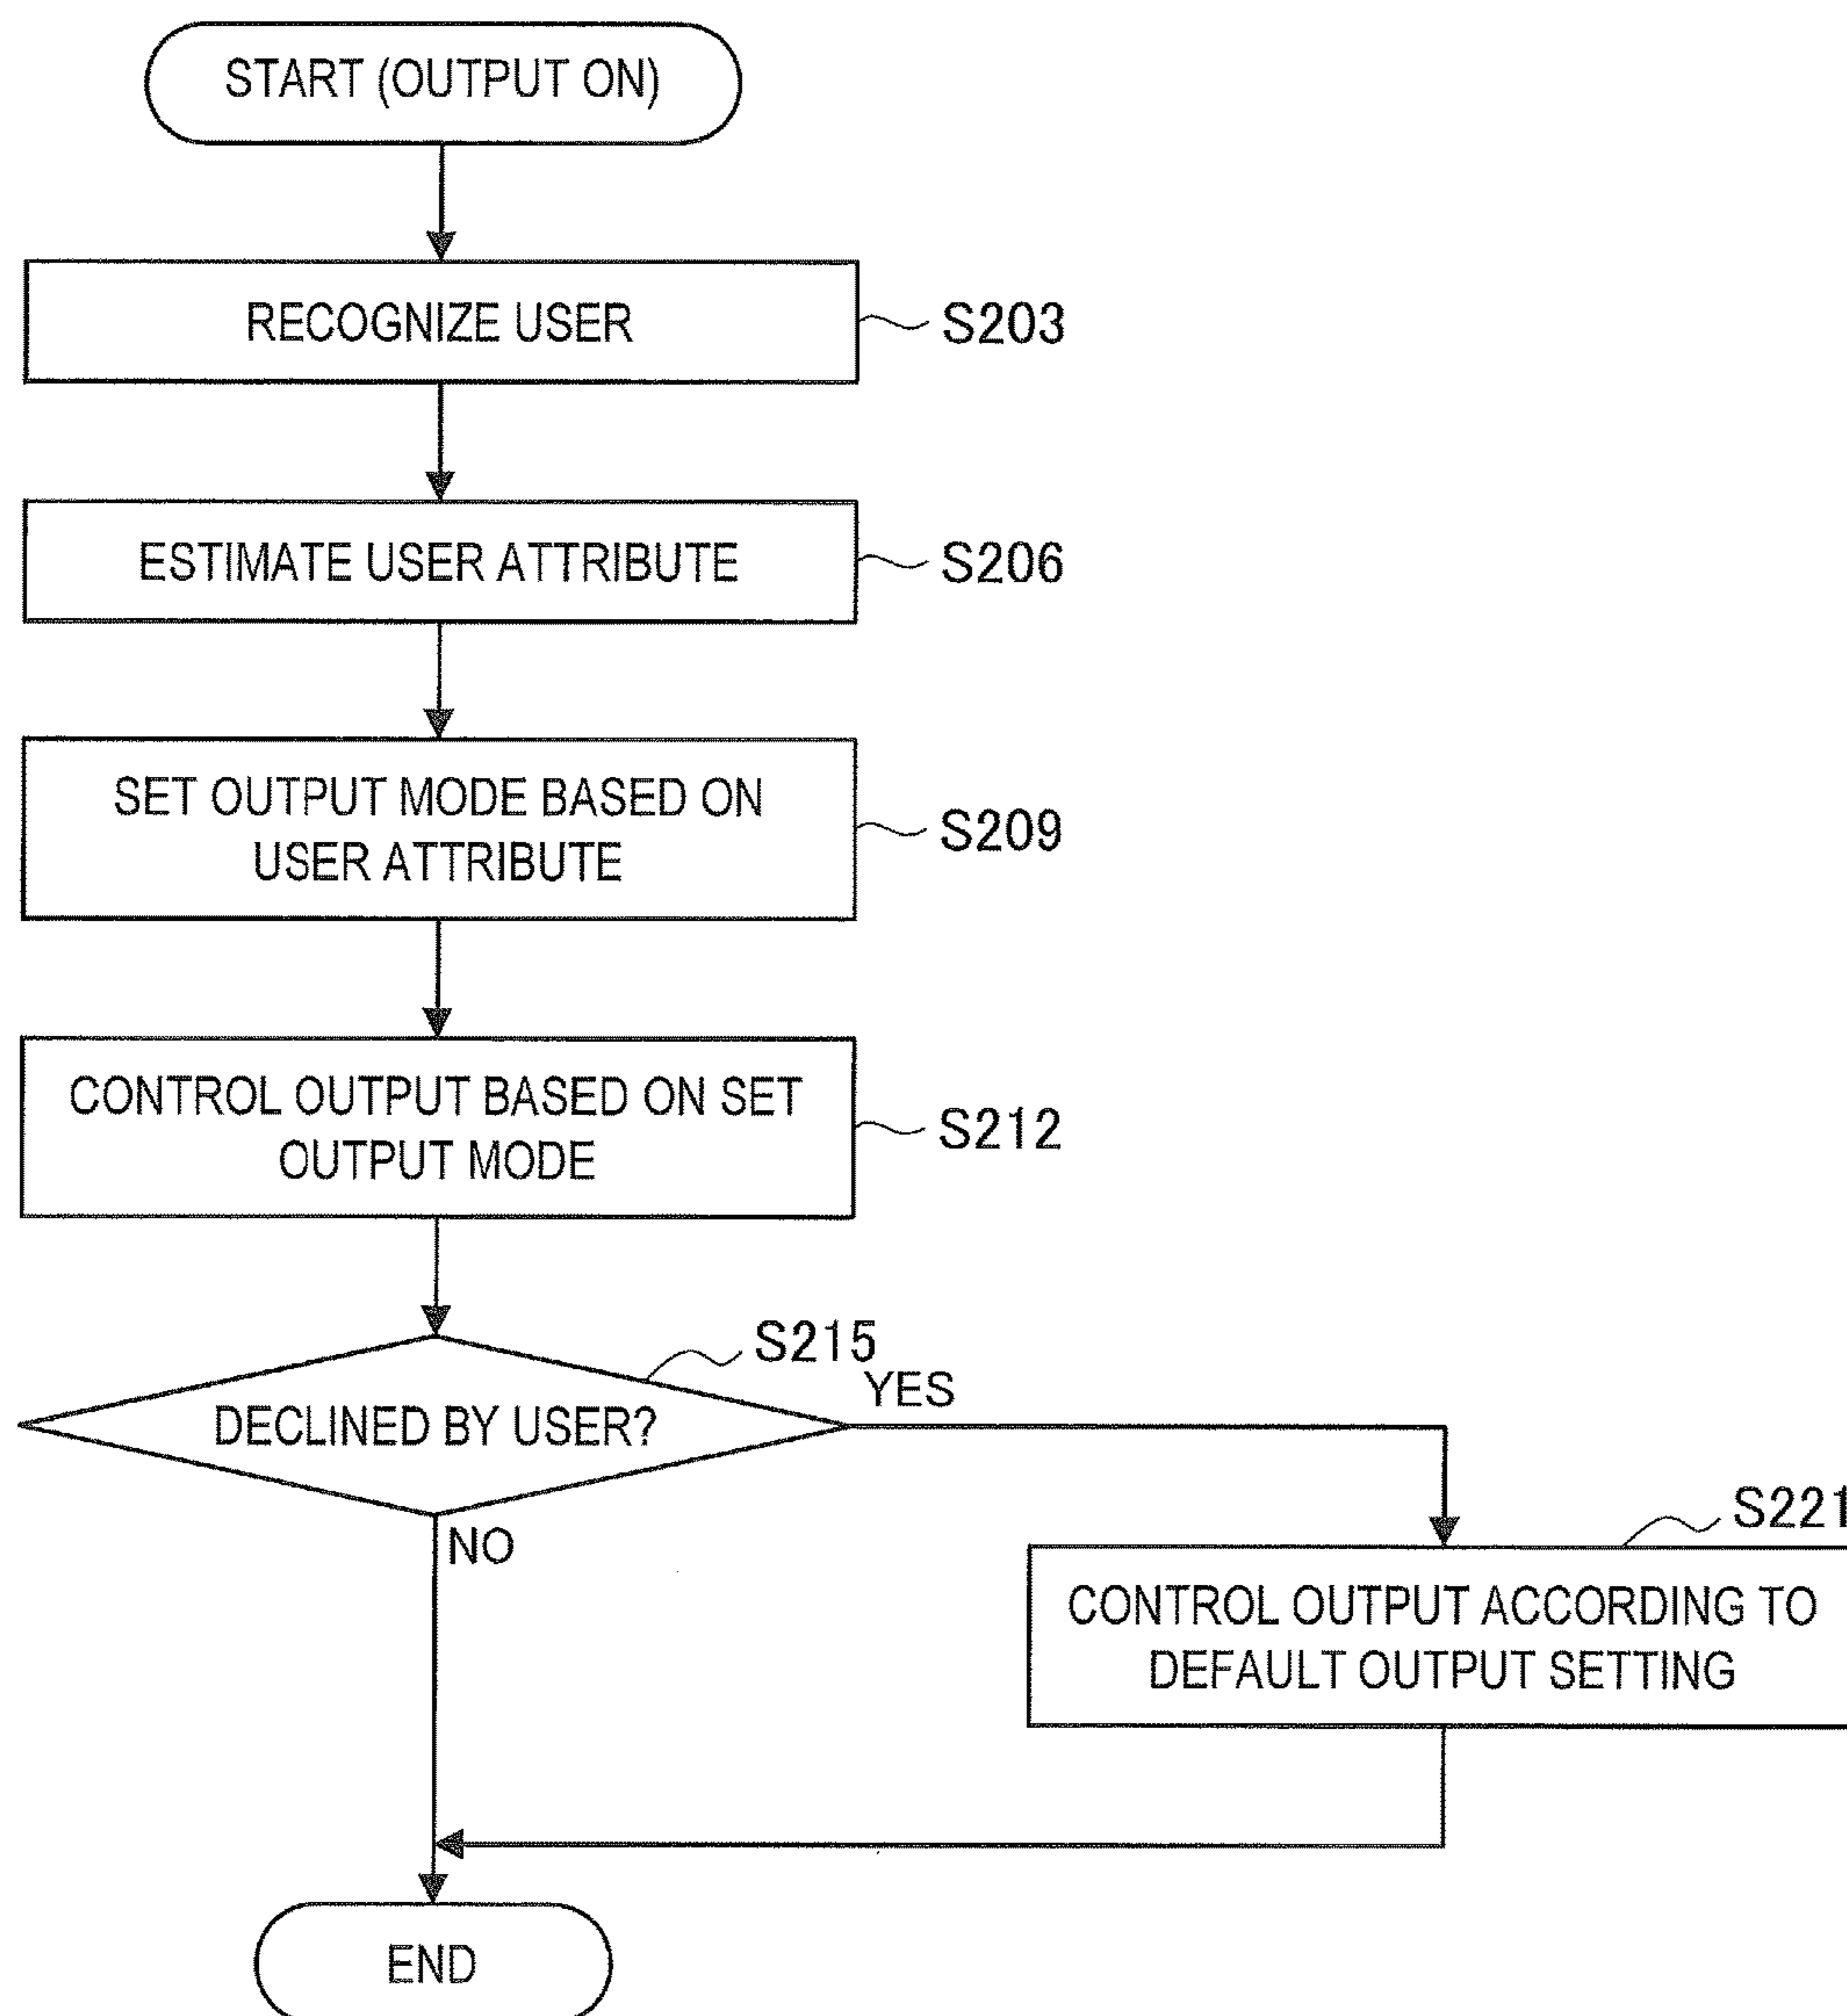 START (OUTPUT ON)
RECOGNIZE USER
S203
ESTIMATE USER ATTRIBUTE
S206
SET OUTPUT MODE BASED ON
USER ATTRIBUTE
S209
CONTROL OUTPUT BASED ON SET
OUTPUT MODE
S212
S215
DECLINED BY USER?
YES
NO
S221
CONTROL OUTPUT ACCORDING TO
DEFAULT OUTPUT SETTING
END